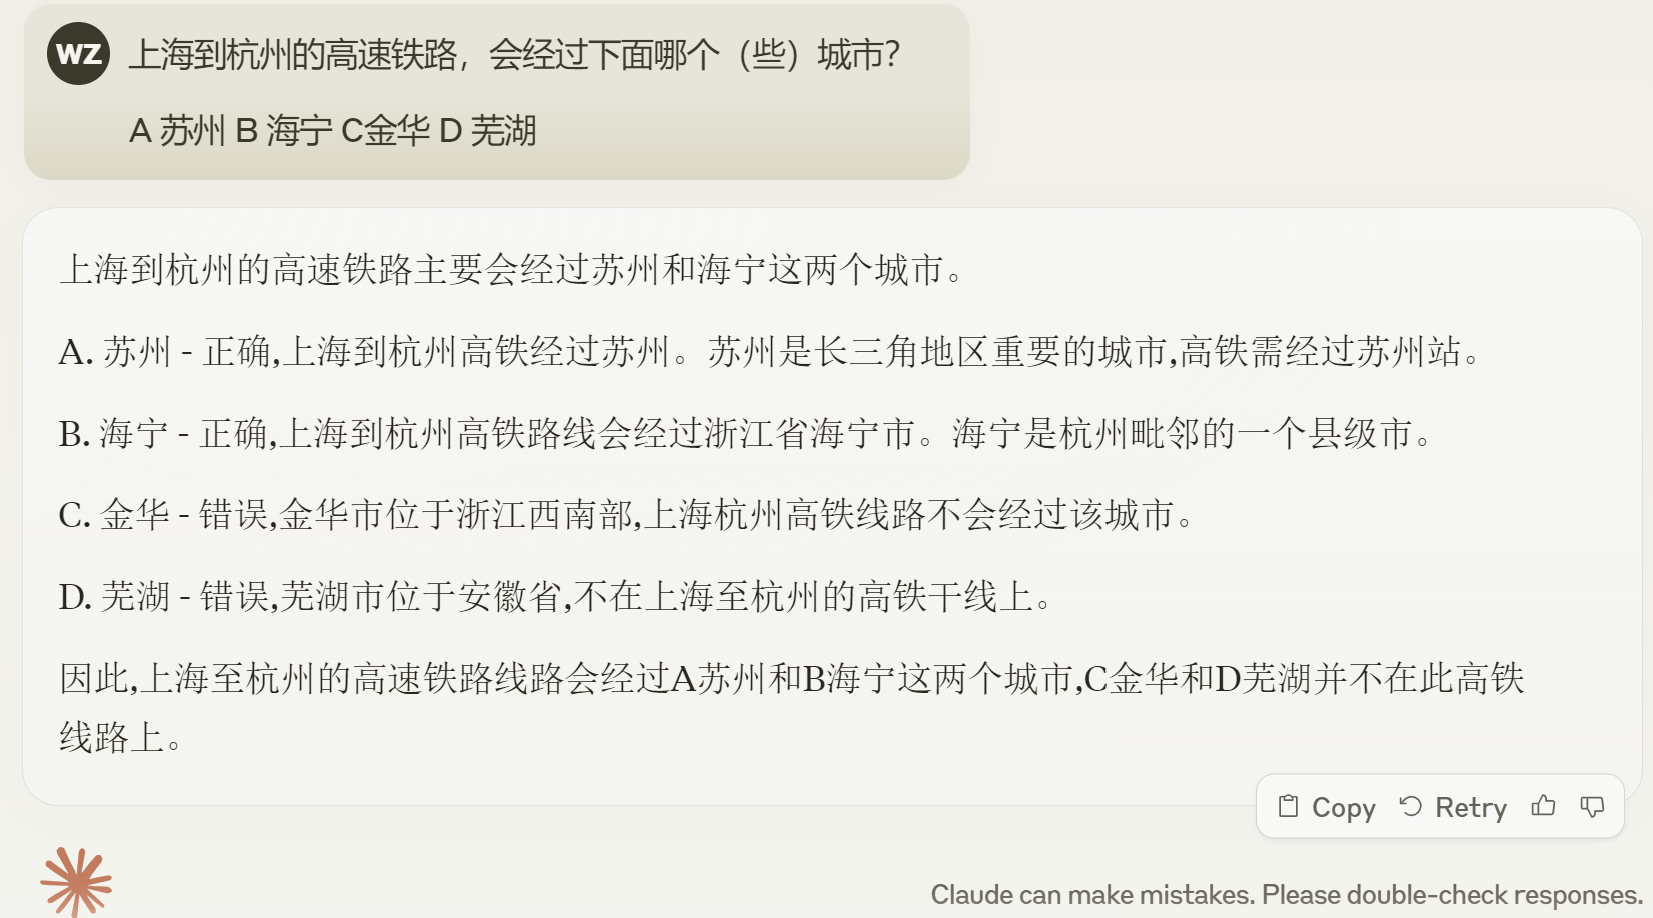 WZ 上海到杭州的高速铁路，会经过下面哪个（些）城市？
A 苏州 B 海宁 C金华 D 芜湖
上海到杭州的高速铁路主要会经过苏州和海宁这两个城市。
A. 苏州 - 正确,上海到杭州高铁经过苏州。苏州是长三角地区重要的城市,高铁需经过苏州站。
B. 海宁 - 正确,上海到杭州高铁路线会经过浙江省海宁市。海宁是杭州毗邻的一个县级市。
C. 金华 - 错误,金华市位于浙江西南部,上海杭州高铁线路不会经过该城市。
D. 芜湖 - 错误,芜湖市位于安徽省,不在上海至杭州的高铁干线上。
因此,上海至杭州的高速铁路线路会经过A苏州和B海宁这两个城市,C金华和D芜湖并不在此高铁
线路上。
Copy Retry
Claude can make mistakes. Please double-check responses.